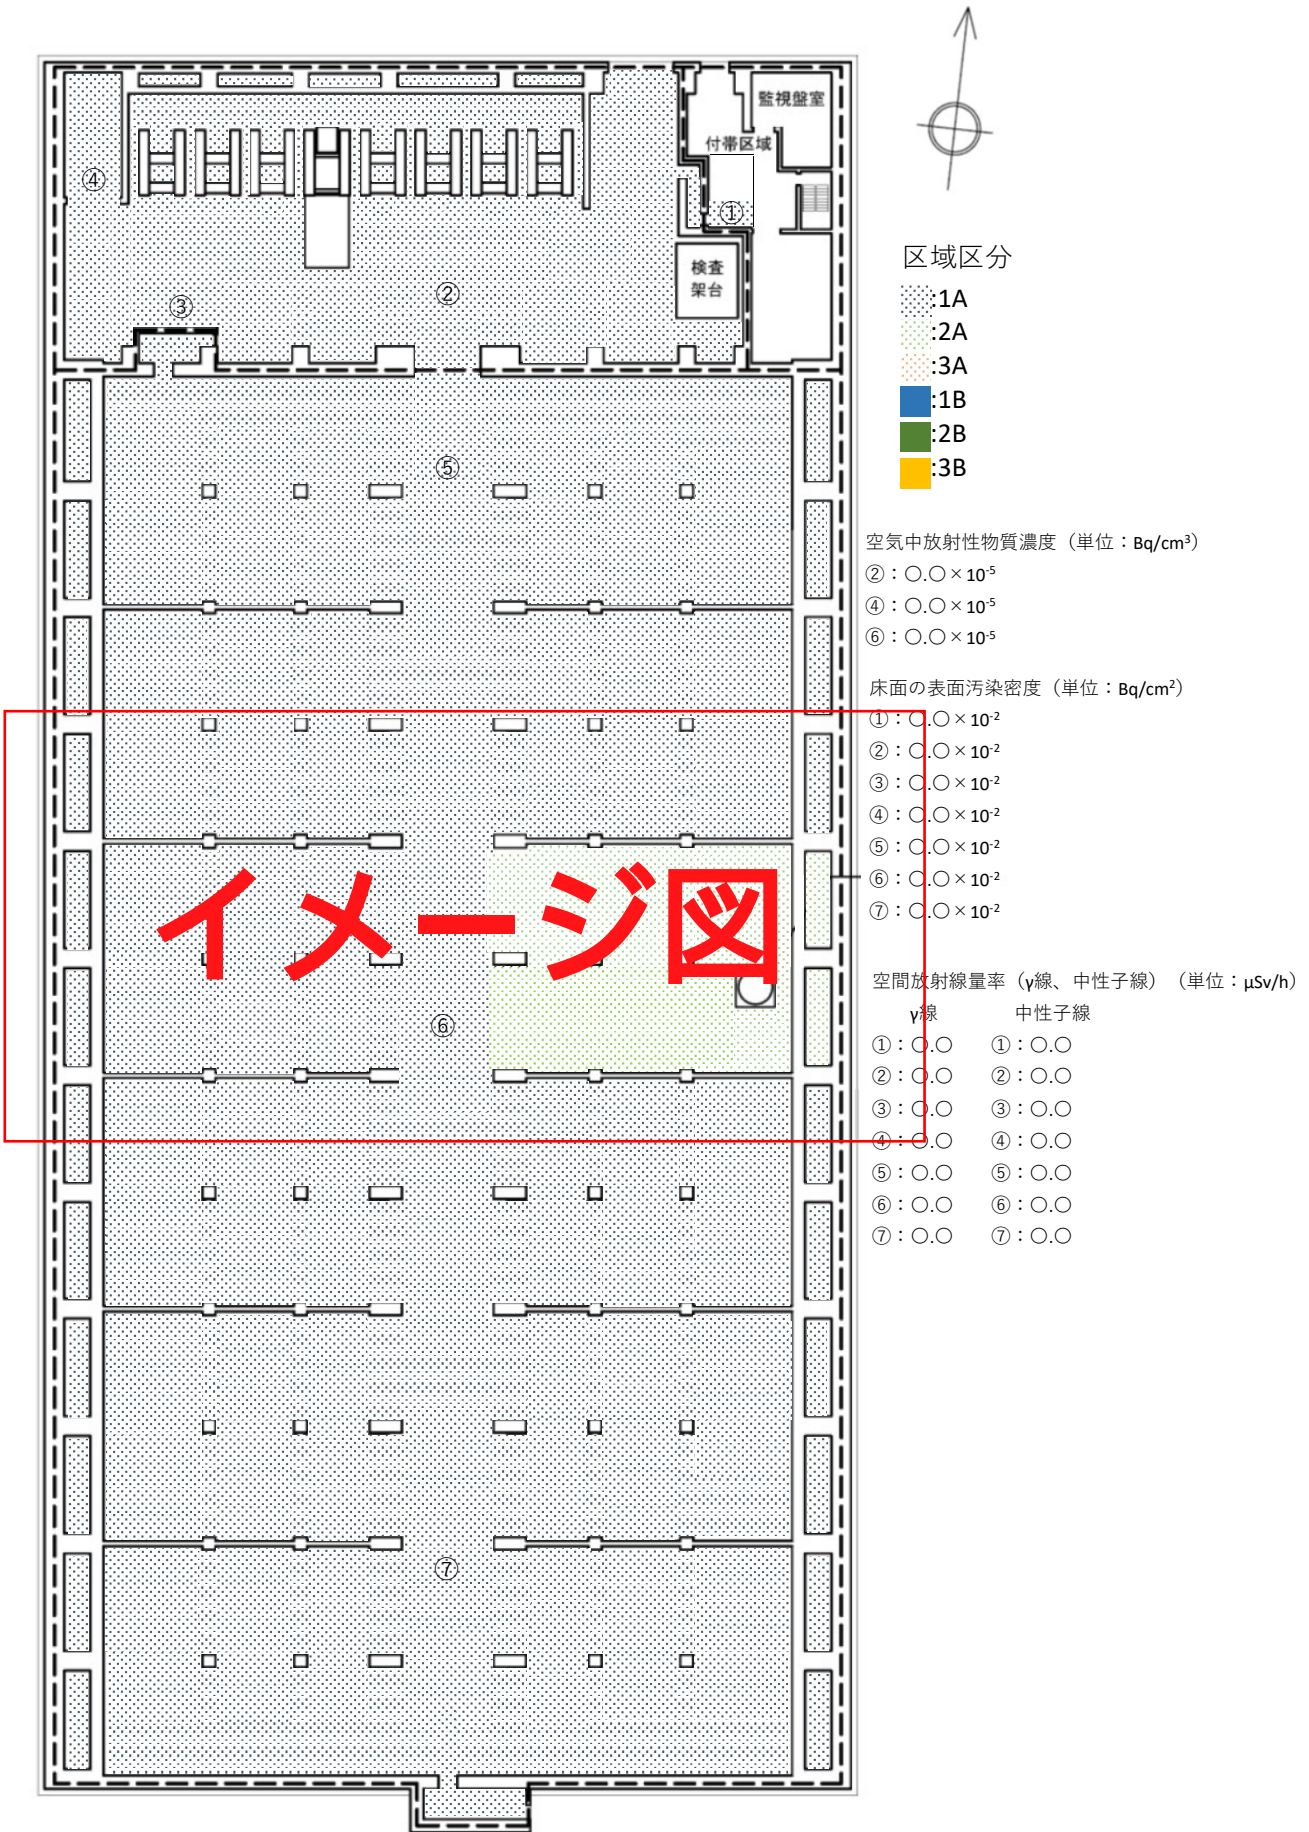 監視盤室
付帯区域
④
①
検査
架台
②
③
⑤
イメージ図
⑥
⑦
区域区分
:1A
:2A
:3A
:1B
:2B
:3B
空気中放射性物質濃度（単位：Bq/cm³）
②：〇.〇×10⁻⁵
④：〇.〇×10⁻⁵
⑥：〇.〇×10⁻⁵
床面の表面汚染密度（単位：Bq/cm²）
①：〇.〇×10⁻²
②：〇.〇×10⁻²
③：〇.〇×10⁻²
④：〇.〇×10⁻²
⑤：〇.〇×10⁻²
⑥：〇.〇×10⁻²
⑦：〇.〇×10⁻²
空間放射線量率（γ線、中性子線）（単位：μSv/h）
γ線 中性子線
①：〇.〇 ①：〇.〇
②：〇.〇 ②：〇.〇
③：〇.〇 ③：〇.〇
④：〇.〇 ④：〇.〇
⑤：〇.〇 ⑤：〇.〇
⑥：〇.〇 ⑥：〇.〇
⑦：〇.〇 ⑦：〇.〇